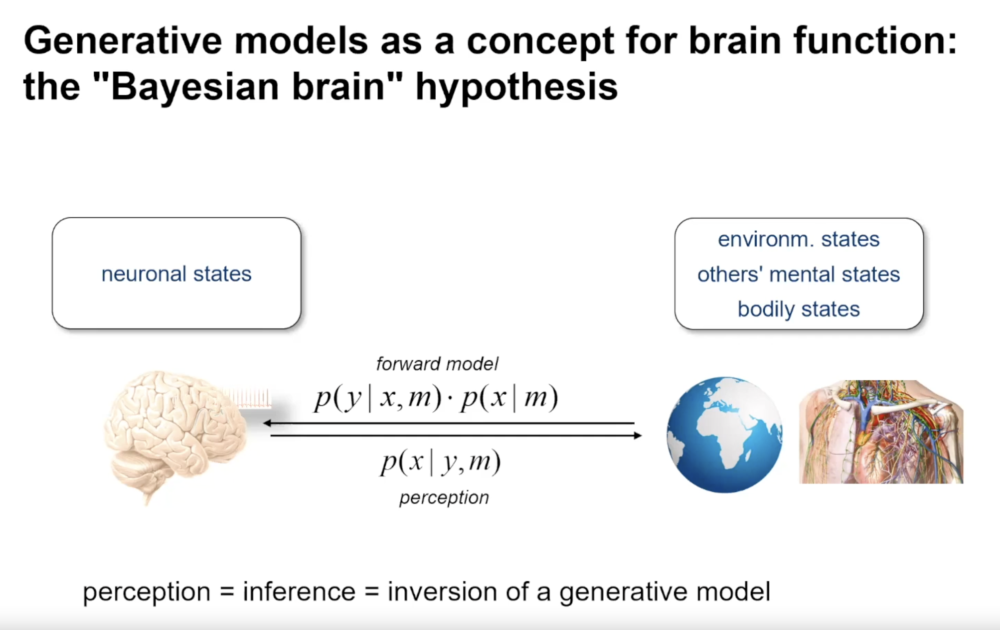 Generative models as a concept for brain function:
the "Bayesian brain" hypothesis
neuronal states
environm. states
others' mental states
bodily states
forward model
p(y | x, m) · p(x | m)
p(x | y, m)
perception
perception = inference = inversion of a generative model